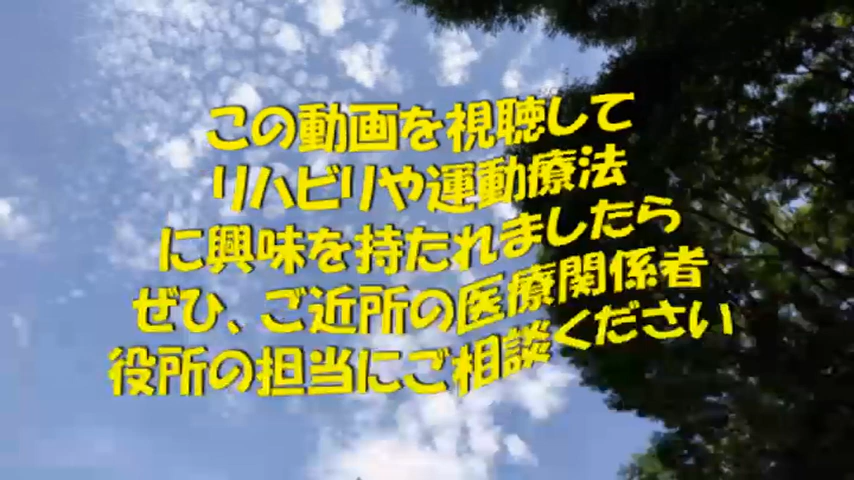 この動画を視聴して
リハビリや運動療法
に興味を持たれましたら
ぜひ、ご近所の医療関係者
役所の担当にご相談ください